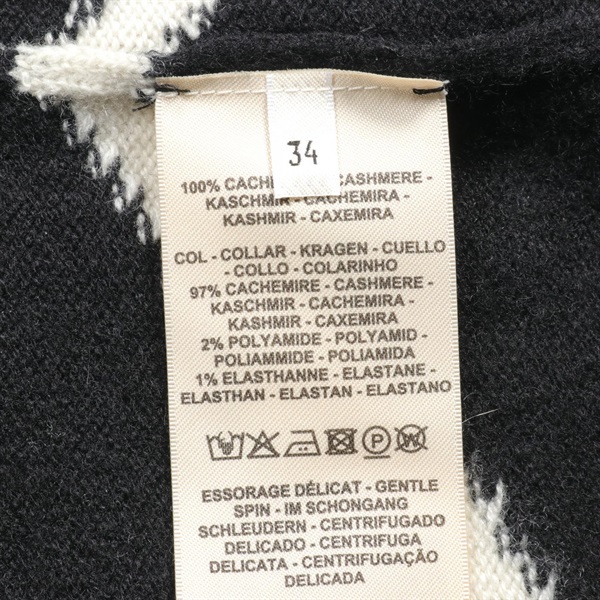 34
100% CACHE CASHMERE -
KASCHMIR - CACHEMIRA -
KASHMIR - CAXEMIRA
COL - COLLAR - KRAGEN - CUELLO
- COLLO - COLARINHO
97% CACHEMIRE - CASHMERE -
KASCHMIR - CACHEMIRA -
KASHMIR - CAXEMIRA
2% POLYAMIDE - POLYAMID -
POLIAMMIDE - POLIAMIDA
1% ELASTHANNE - ELASTANE -
ELASTHAN - ELASTAN - ELASTANO
P W
ESSORAGE DÉLICAT - GENTLE
SPIN - IM SCHONGANG
SCHLEUDERN - CENTRIFUGADO
DELICADO - CENTRIFUGA
DELICATA - CENTRIFUGAÇÃO
DELICADA